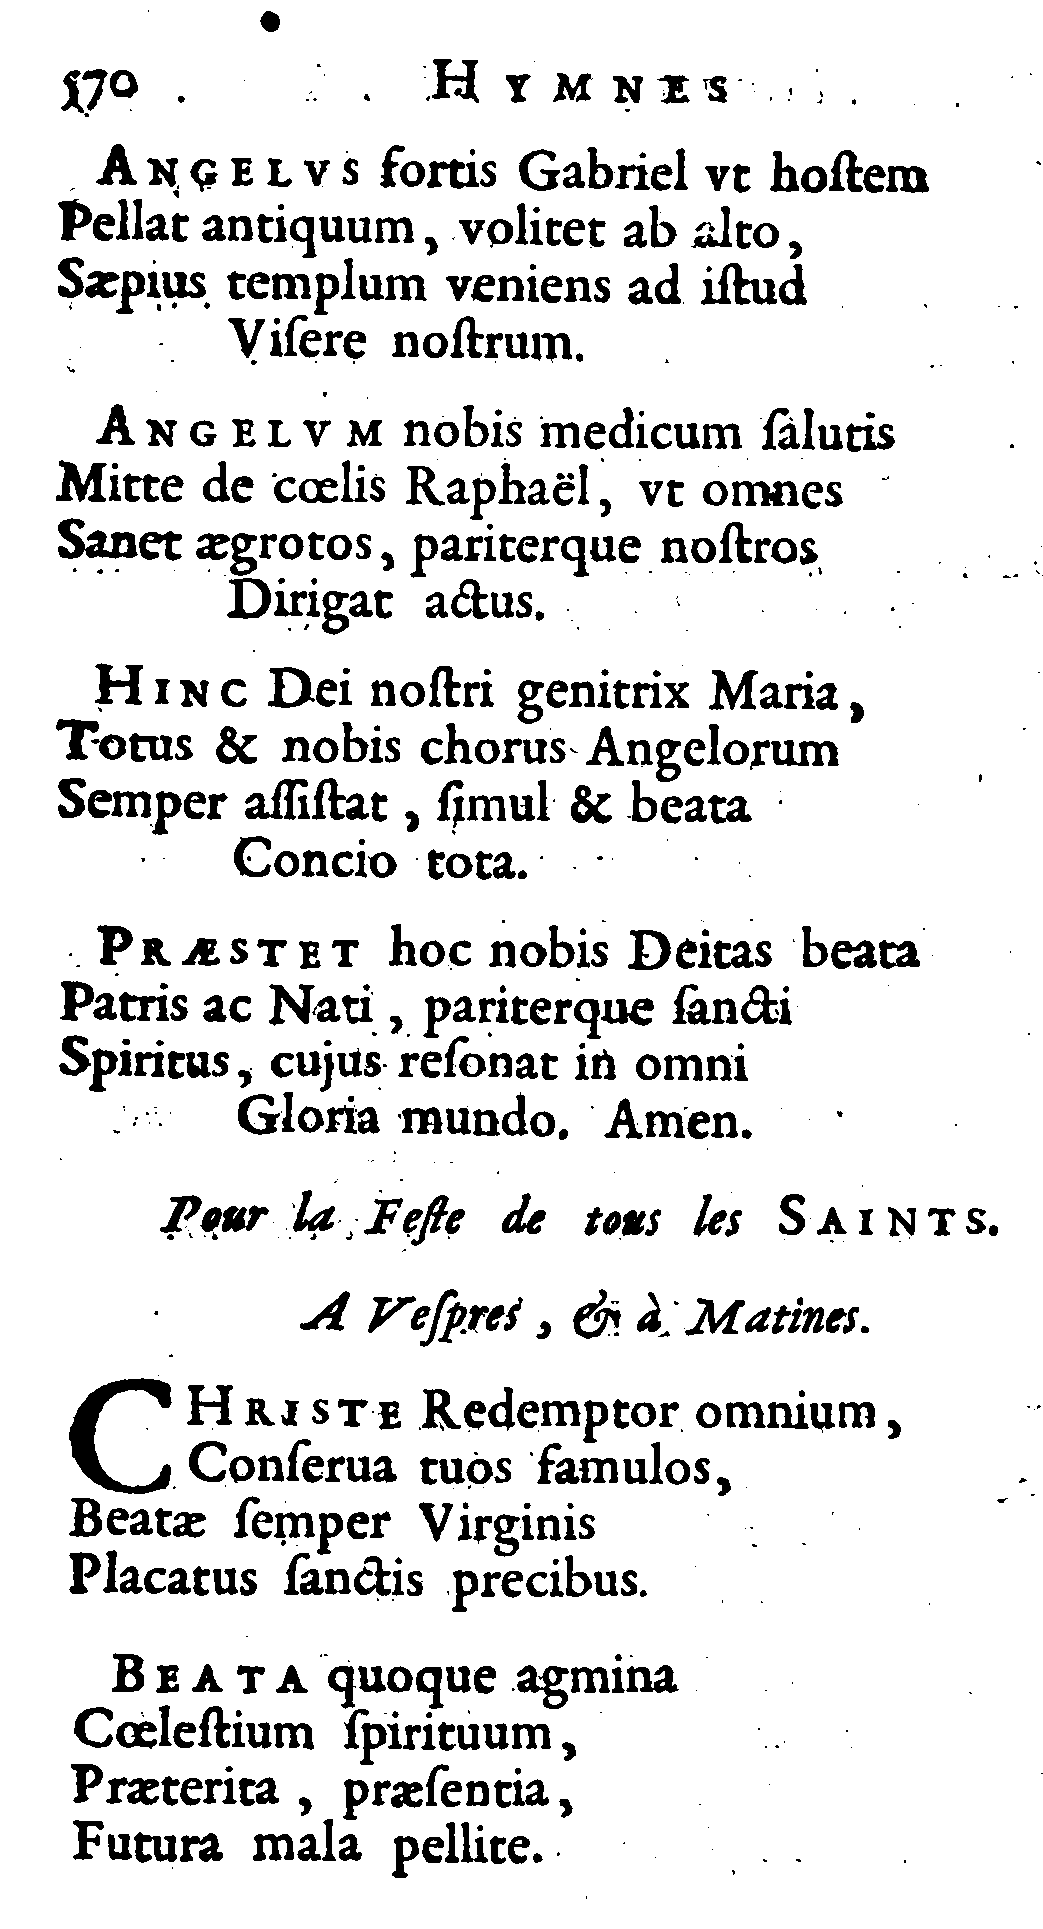 570 HYMNES
ANGELVS fortis Gabriel vt hoſtem
Pellat antiquum, volitet ab alto,
Sæpius templum veniens ad iſtud
Viſere noſtrum.
ANGELVM nobis medicum ſalutis
Mitte de cœlis Raphaël, vt omnes
Sanet ægrotos, pariterque noſtros
Dirigat actus.
HINC Dei noſtri genitrix Maria,
Totus & nobis chorus Angelorum
Semper aſſiſtat, ſimul & beata
Concio tota.
PRÆSTET hoc nobis Deitas beata
Patris ac Nati, pariterque ſancti
Spiritus, cujus reſonat in omni
Gloria mundo. Amen.
Pour la Feſte de tous les SAINTS.
A Veſpres, & à Matines.
CHRISTE Redemptor omnium,
Conſerua tuos famulos,
Beatæ ſemper Virginis
Placatus ſanctis precibus.
BEATA quoque agmina
Cœleſtium ſpirituum,
Præterita, præſentia,
Futura mala pellite.